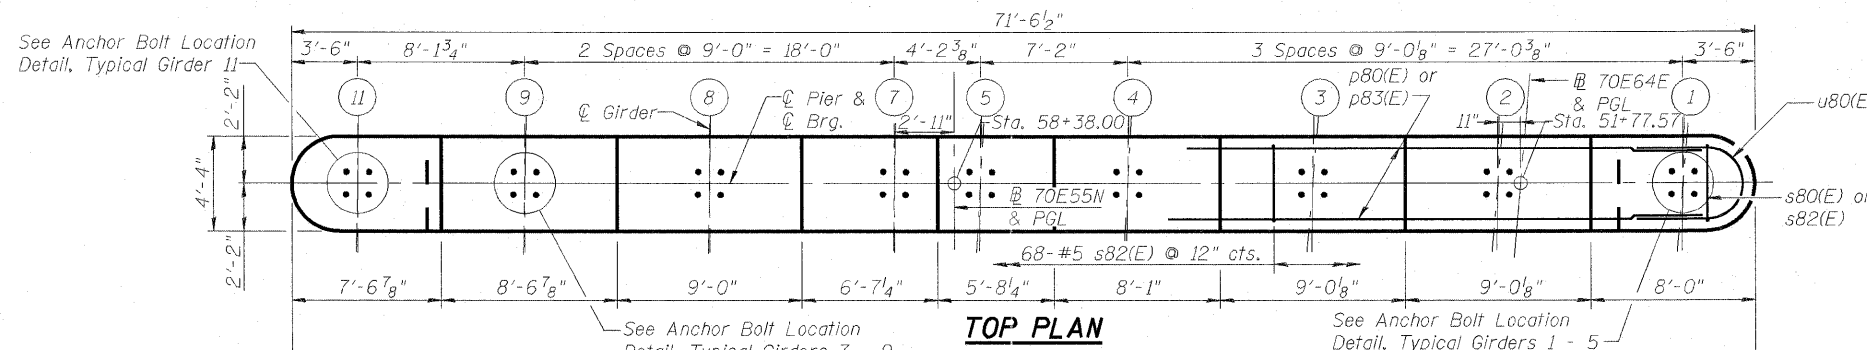 71'-6½"
See Anchor Bolt Location
Detail, Typical Girder 11
3'-6"
8'-1¾"
2 Spaces @ 9'-0" = 18'-0"
4'-2⅜"
7'-2"
3 Spaces @ 9'-0⅛" = 27'-0⅜"
3'-6"
p80(E) or
p83(E)
11
9
8
7
5
4
3
2
1
℄ Girder
℄ Pier &
℄ Brg.
2'-11"
Sta. 58+38.00
11"
70E64E
& PGL
Sta. 51+77.57
u80(E
2'-2"
4'-4"
2'-2"
70E55N
& PGL
s80(E) or
s82(E)
68-#5 s82(E) @ 12" cts.
7'-6⅞"
8'-6⅞"
9'-0"
6'-7¼"
5'-8¼"
8'-1"
9'-0⅛"
9'-0⅛"
8'-0"
See Anchor Bolt Location
Detail, Typical Girders 7 - 9
TOP PLAN
See Anchor Bolt Location
Detail, Typical Girders 1 - 5